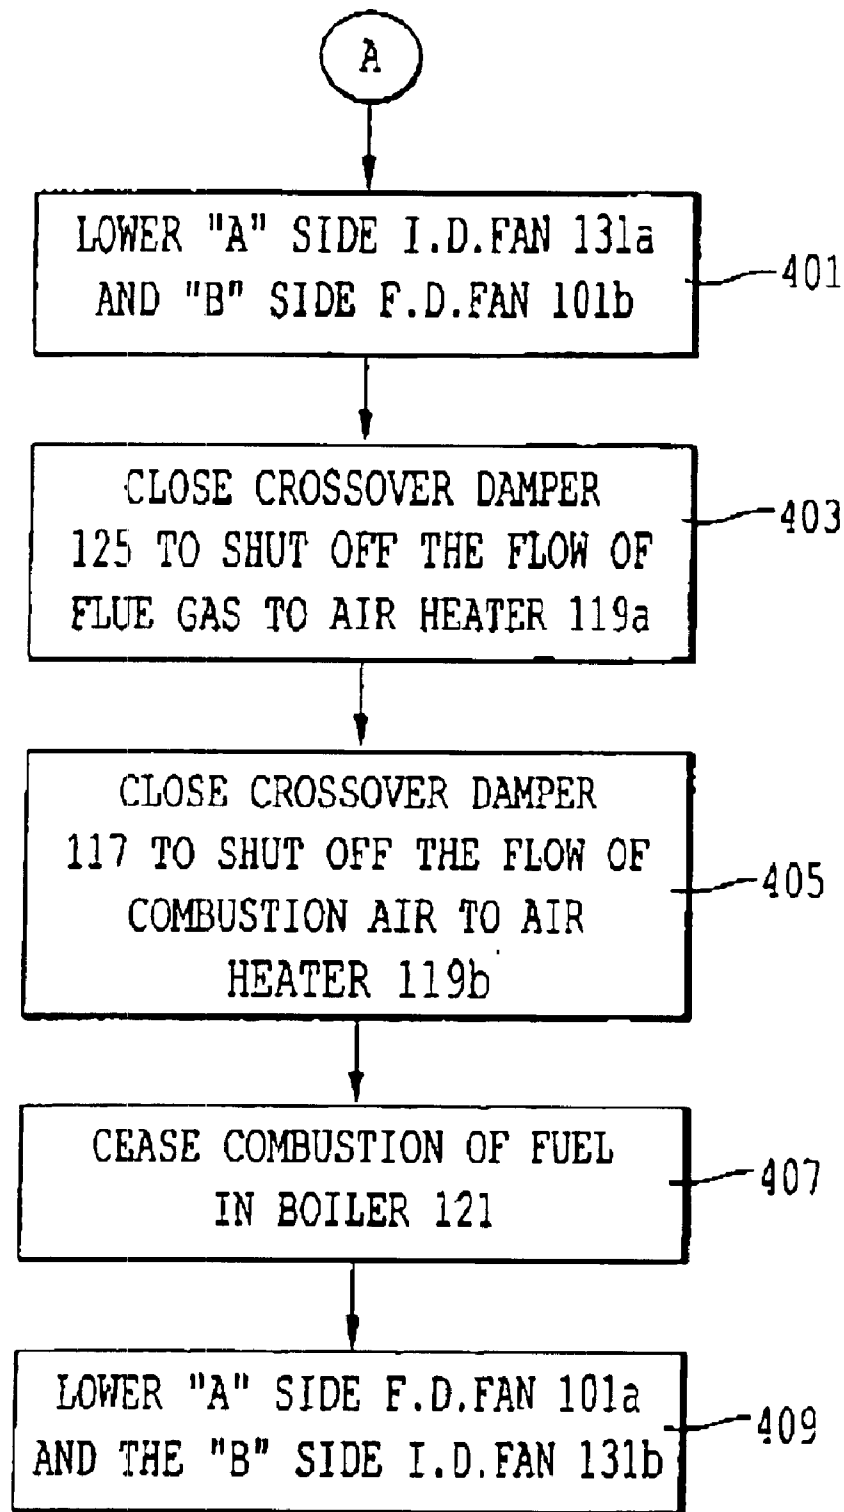 A
LOWER "A" SIDE I.D.FAN 131a
AND "B" SIDE F.D.FAN 101b
401
CLOSE CROSSOVER DAMPER
125 TO SHUT OFF THE FLOW OF
FLUE GAS TO AIR HEATER 119a
403
CLOSE CROSSOVER DAMPER
117 TO SHUT OFF THE FLOW OF
COMBUSTION AIR TO AIR
HEATER 119b
405
CEASE COMBUSTION OF FUEL
IN BOILER 121
407
LOWER "A" SIDE F.D.FAN 101a
AND THE "B" SIDE I.D.FAN 131b
409